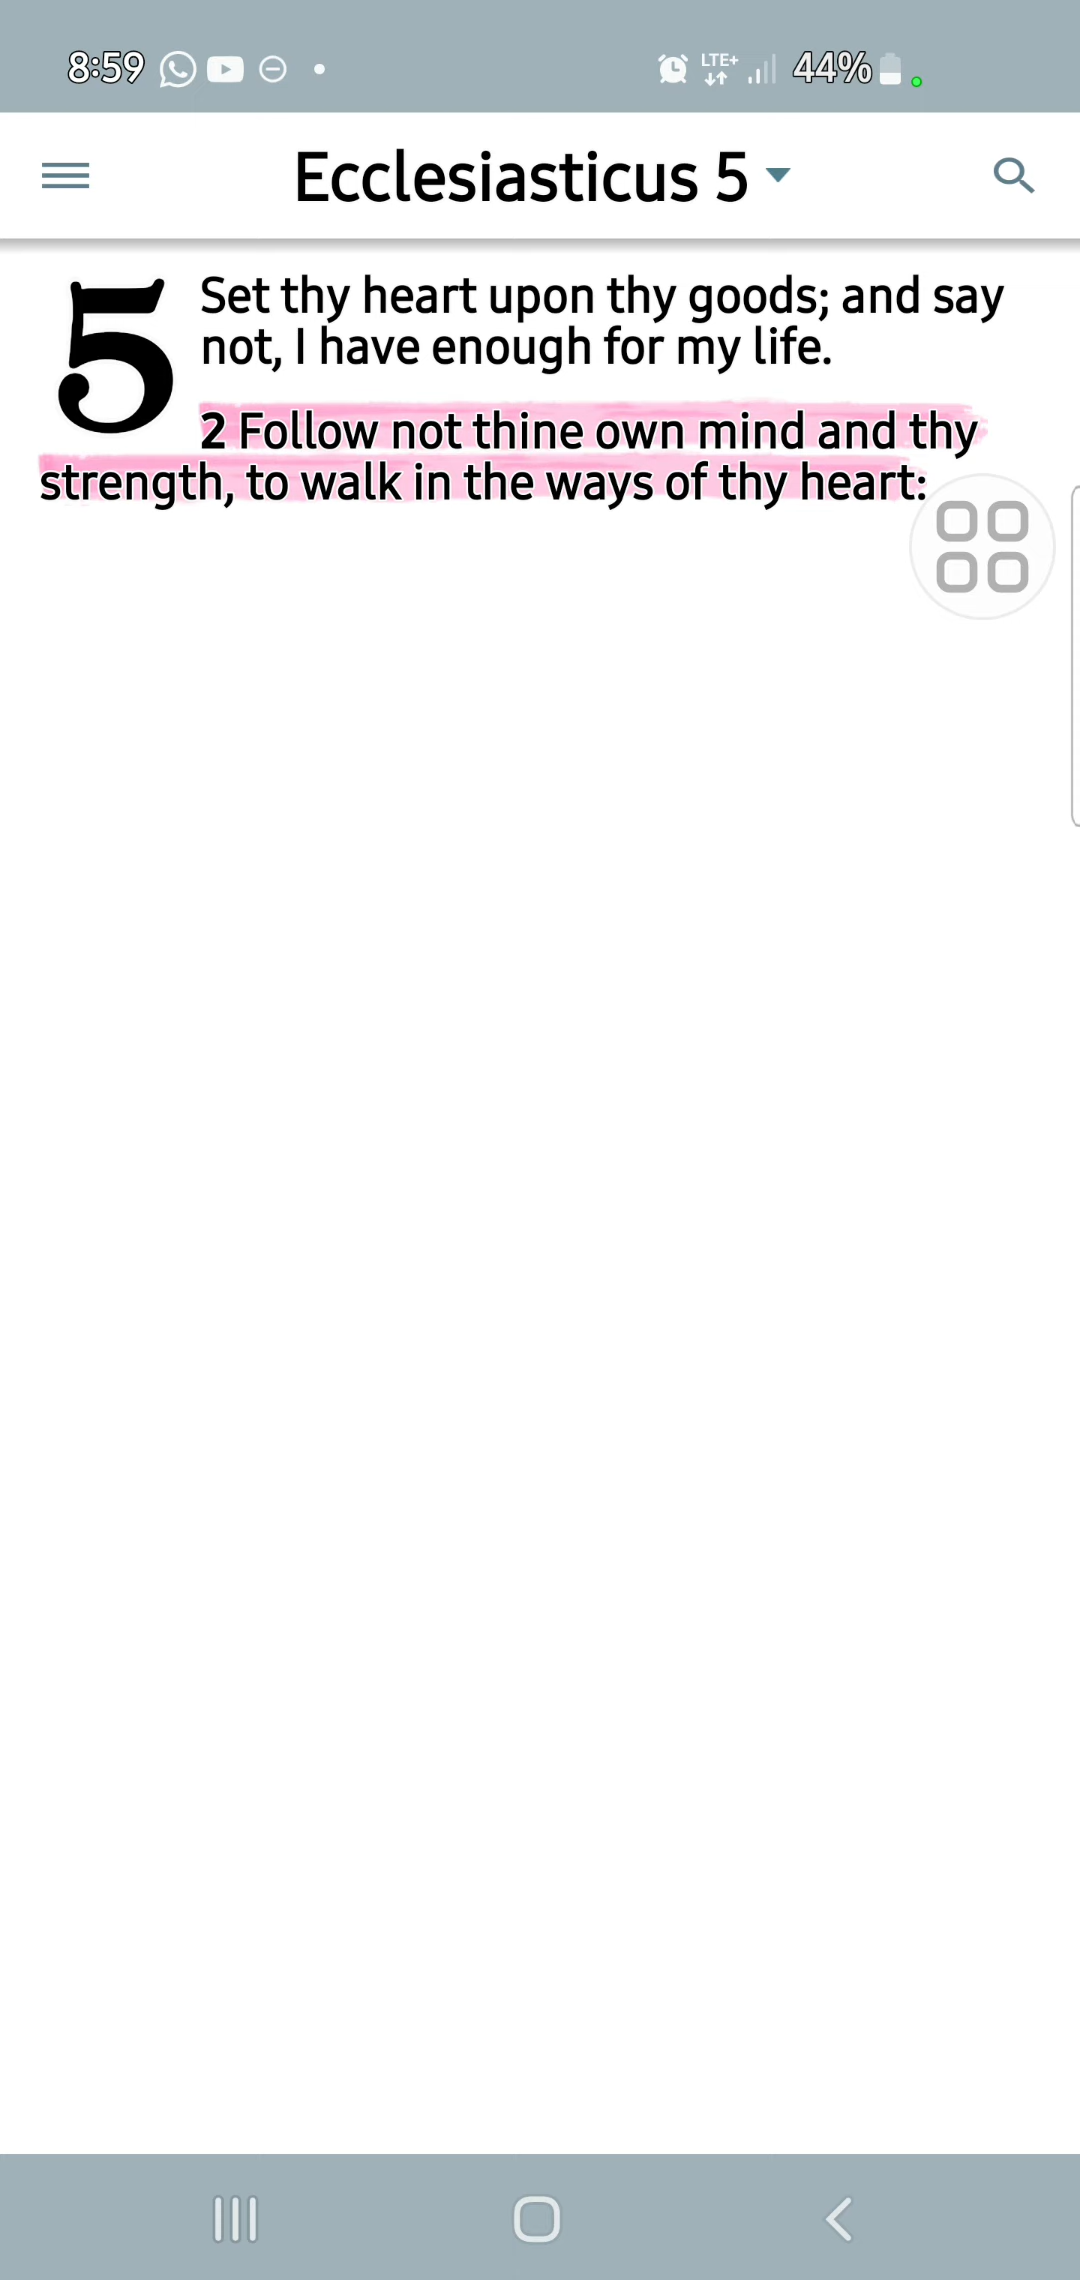 8:59 LTE+ 44%
Ecclesiasticus 5
5 Set thy heart upon thy goods; and say
not, I have enough for my life.
2 Follow not thine own mind and thy
strength, to walk in the ways of thy heart: